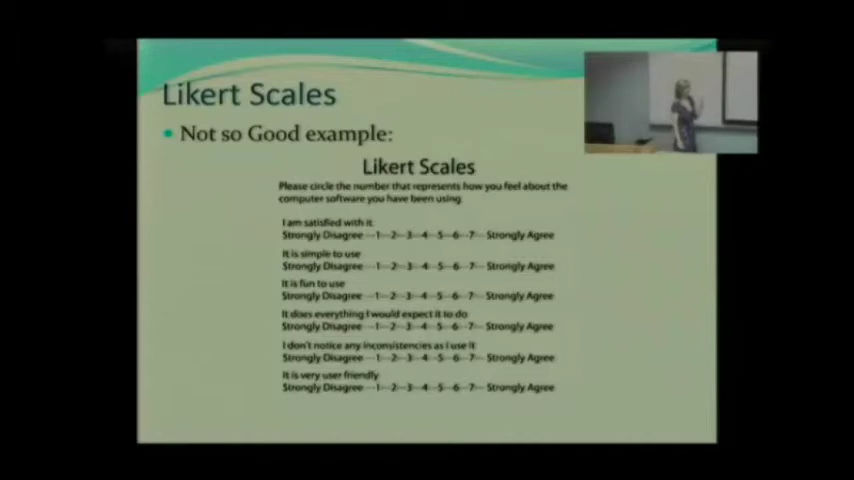 Likert Scales
• Not so Good example:
Likert Scales
Please circle the number that represents how you feel about the
computer software you have been using
I am satisfied with it
Strongly Disagree ---1---2---3---4---5---6---7--- Strongly Agree
It is simple to use
Strongly Disagree ---1---2---3---4---5---6---7--- Strongly Agree
It is fun to use
Strongly Disagree ---1---2---3---4---5---6---7--- Strongly Agree
It does everything I would expect it to do
Strongly Disagree ---1---2---3---4---5---6---7--- Strongly Agree
I don't notice any inconsistencies as I use it
Strongly Disagree ---1---2---3---4---5---6---7--- Strongly Agree
It is very user friendly
Strongly Disagree ---1---2---3---4---5---6---7--- Strongly Agree